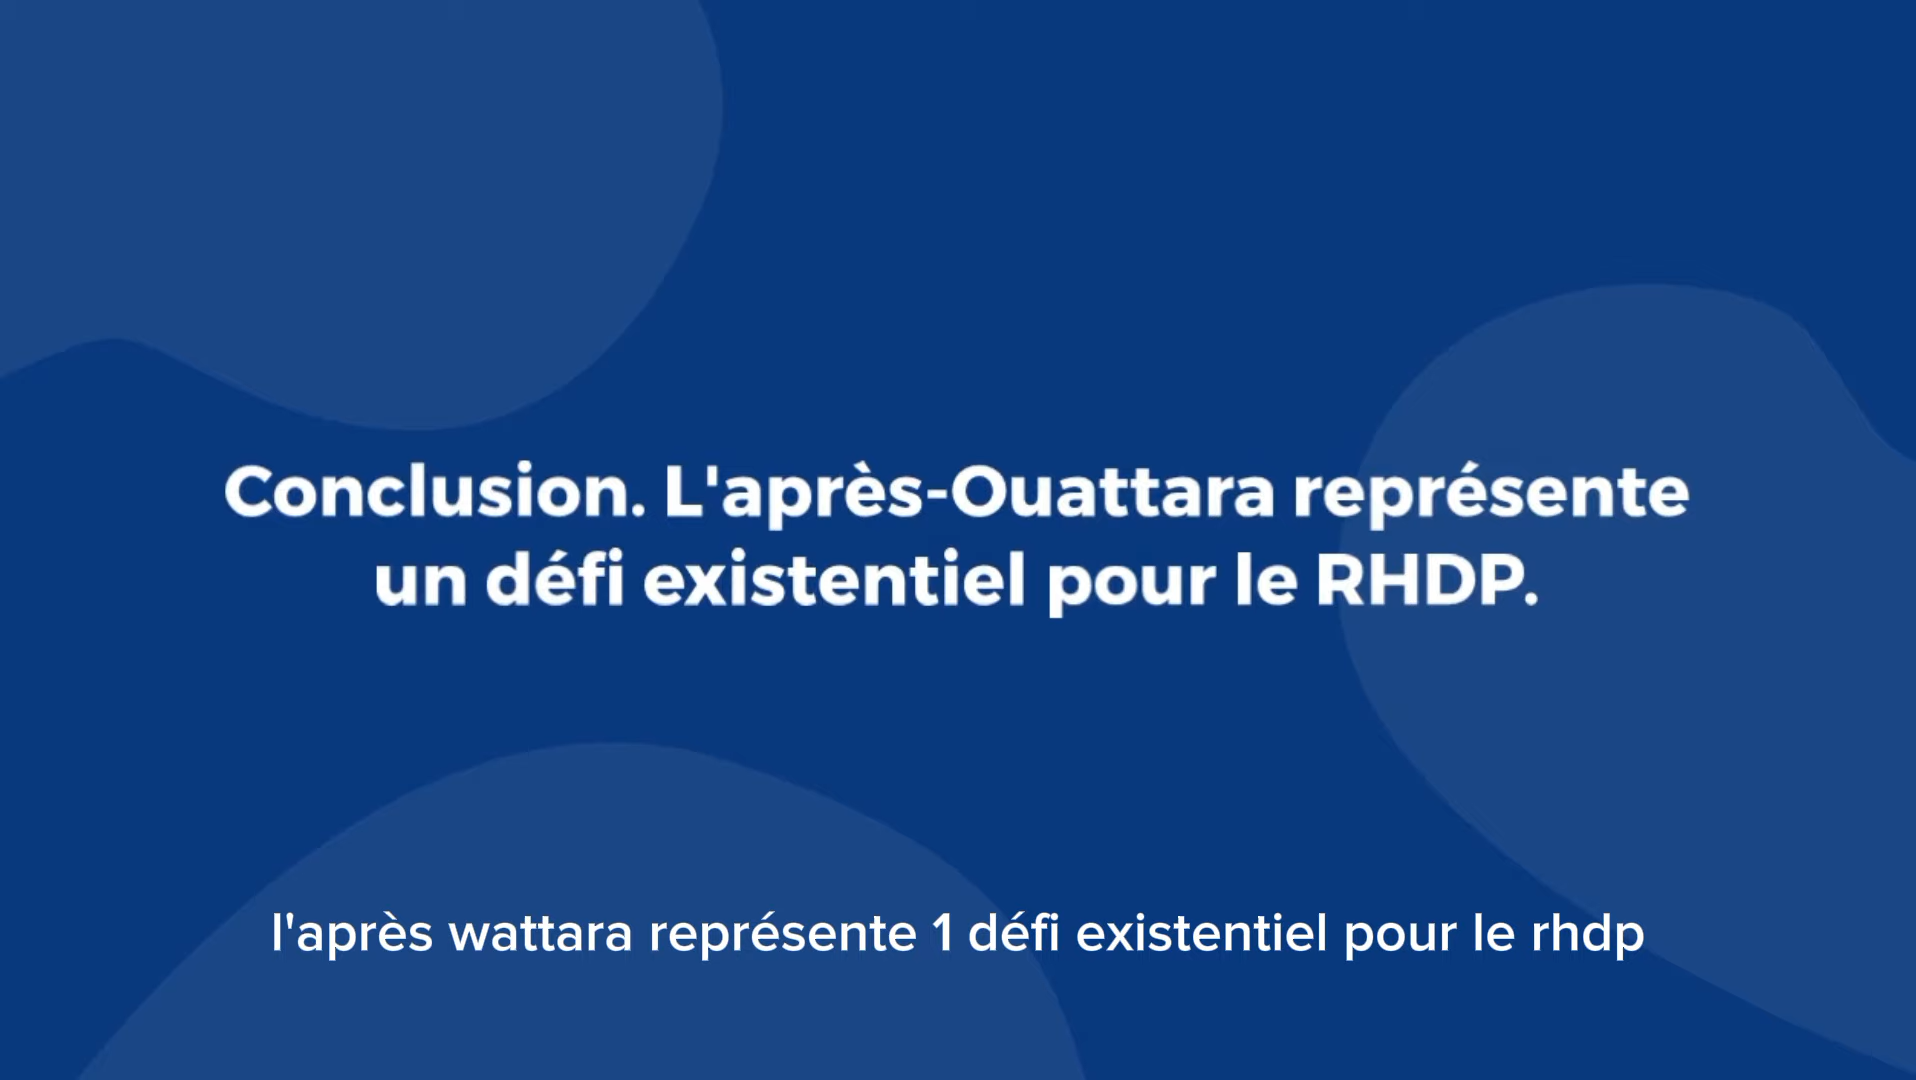 Conclusion. L'après-Ouattara représente
un défi existentiel pour le RHDP.
l'après wattara représente 1 défi existentiel pour le rhdp